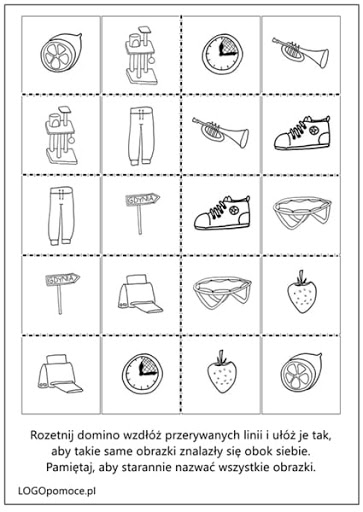 GDYNIA
GDYNIA
Rozetnij domino wzdłóż przerywanych linii i ułóż je tak,
aby takie same obrazki znalazły się obok siebie.
Pamiętaj, aby starannie nazwać wszystkie obrazki.
LOGOpomoce.pl